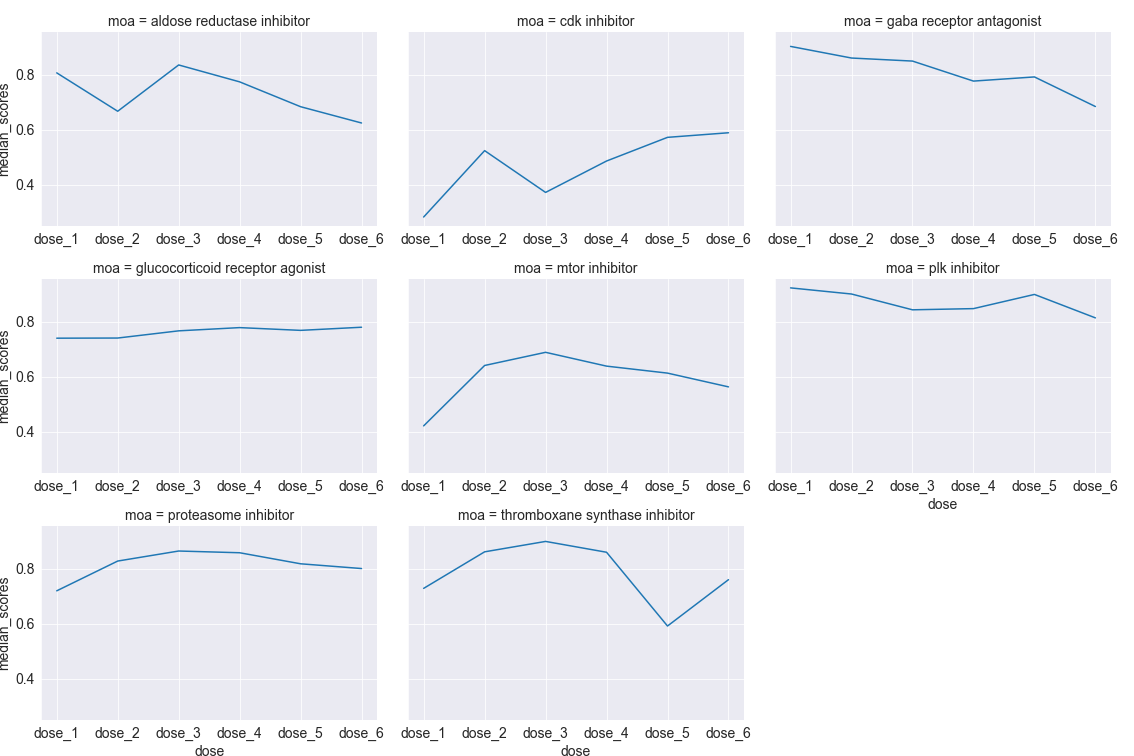 moa = aldose reductase inhibitor
moa = cdk inhibitor
moa = gaba receptor antagonist
median_scores
0.8
0.6
0.4
dose_1 dose_2 dose_3 dose_4 dose_5 dose_6
dose_1 dose_2 dose_3 dose_4 dose_5 dose_6
dose_1 dose_2 dose_3 dose_4 dose_5 dose_6
moa = glucocorticoid receptor agonist
moa = mtor inhibitor
moa = plk inhibitor
median_scores
0.8
0.6
0.4
dose_1 dose_2 dose_3 dose_4 dose_5 dose_6
dose_1 dose_2 dose_3 dose_4 dose_5 dose_6
dose_1 dose_2 dose_3 dose_4 dose_5 dose_6
dose
moa = proteasome inhibitor
moa = thromboxane synthase inhibitor
median_scores
0.8
0.6
0.4
dose_1 dose_2 dose_3 dose_4 dose_5 dose_6
dose_1 dose_2 dose_3 dose_4 dose_5 dose_6
dose
dose